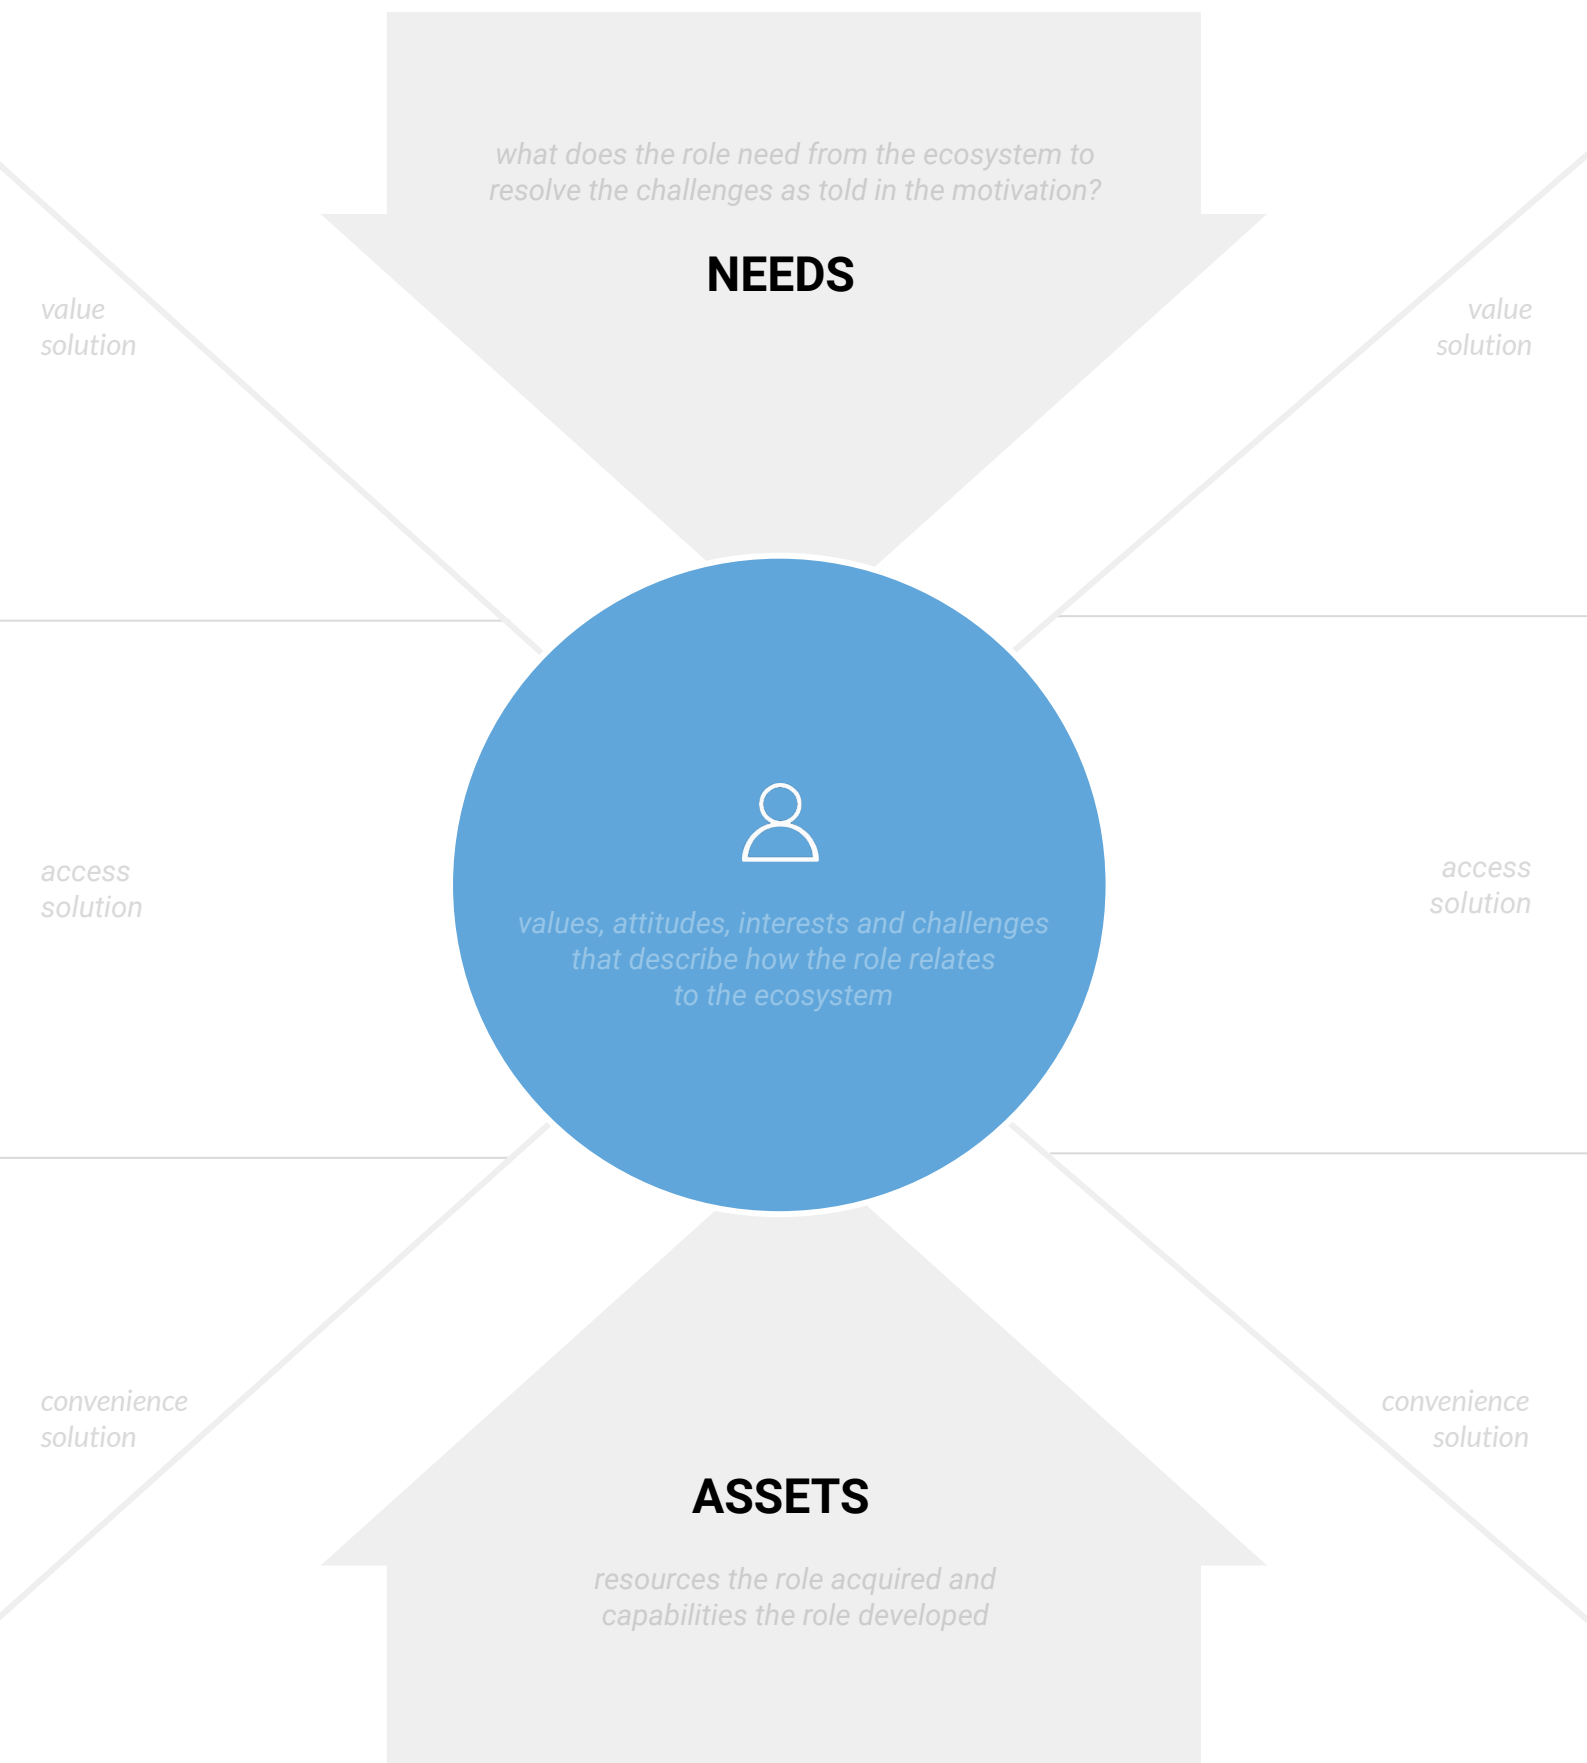 what does the role need from the ecosystem to
resolve the challenges as told in the motivation?
NEEDS
value
solution
value
solution
access
solution
values, attitudes, interests and challenges
that describe how the role relates
to the ecosystem
access
solution
convenience
solution
convenience
solution
ASSETS
resources the role acquired and
capabilities the role developed